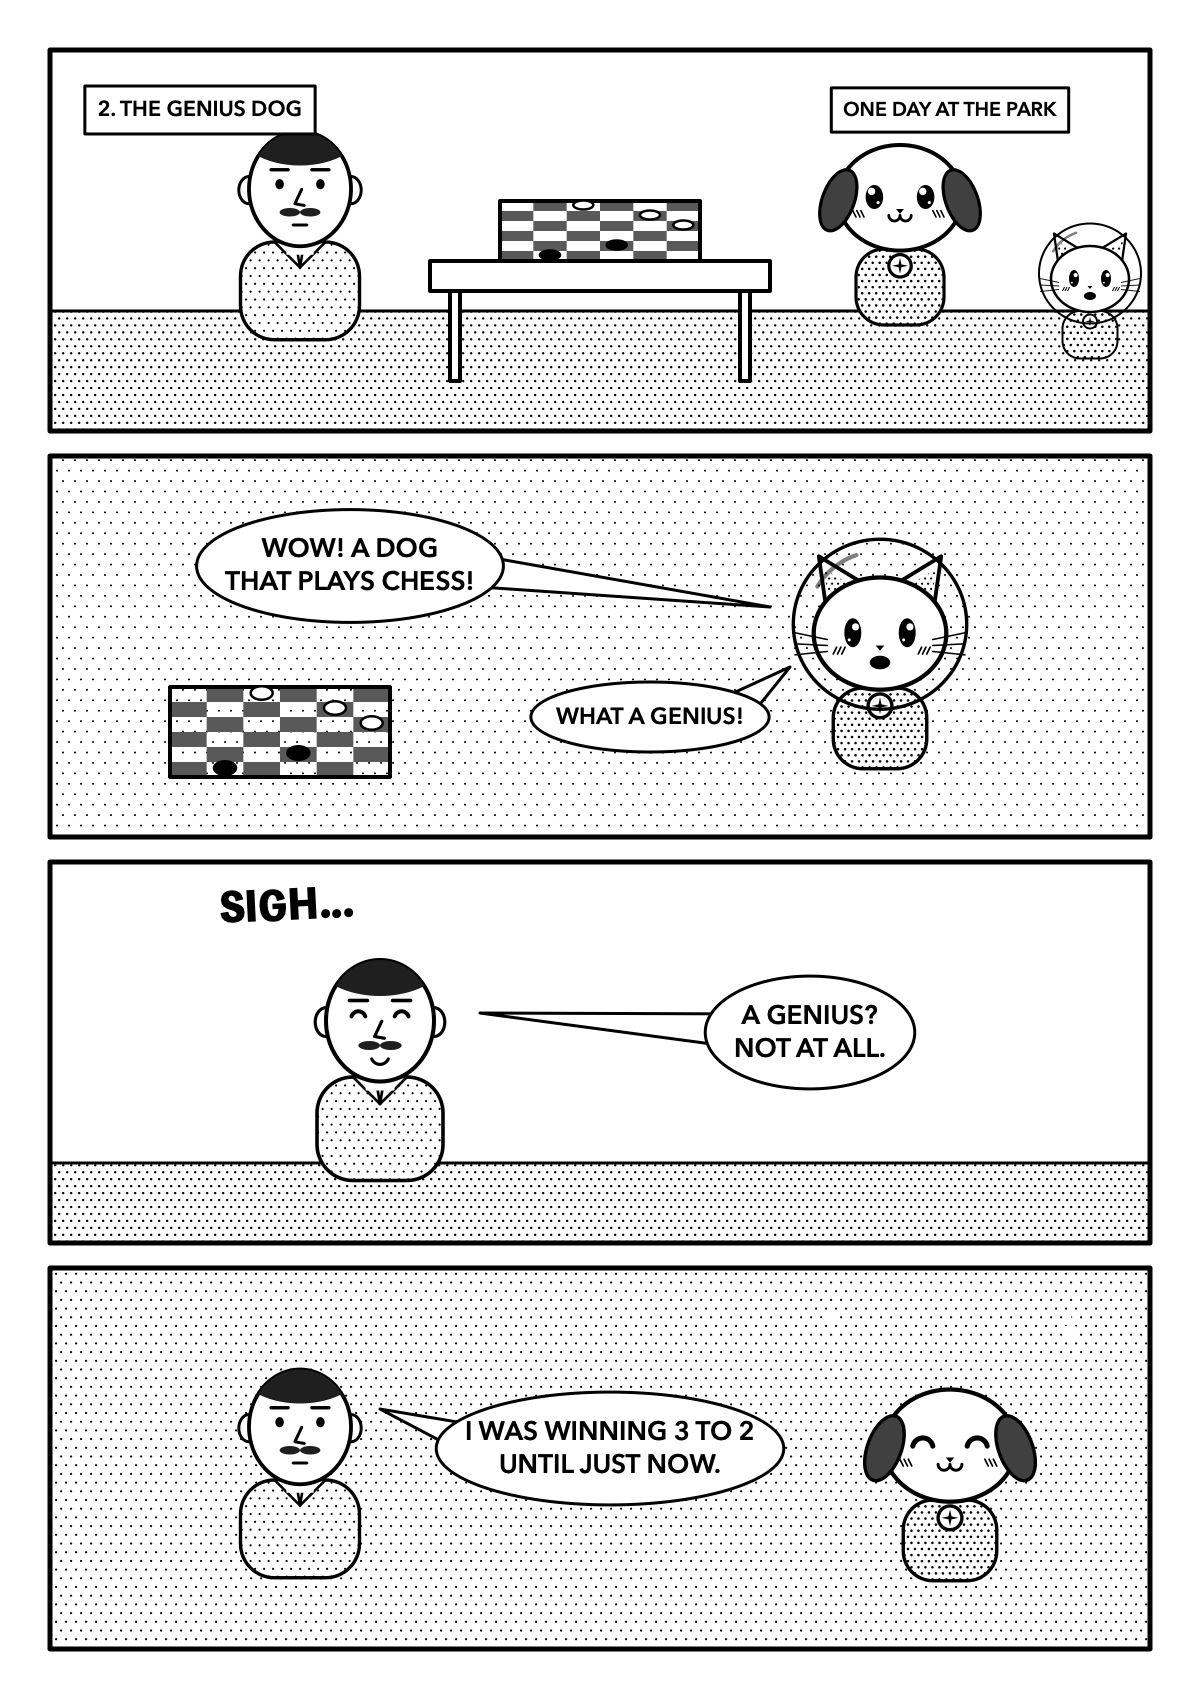 2. THE GENIUS DOG
ONE DAY AT THE PARK
WOW! A DOG
THAT PLAYS CHESS!
WHAT A GENIUS!
SIGH...
A GENIUS?
NOT AT ALL.
I WAS WINNING 3 TO 2
UNTIL JUST NOW.